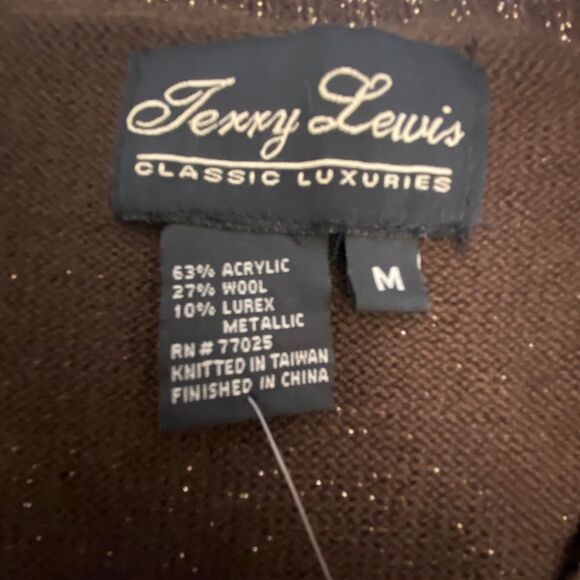 Terry Lewis
CLASSIC LUXURIES
M
63% ACRYLIC
27% WOOL
10% LUREX
METALLIC
RN # 77025
KNITTED IN TAIWAN
FINISHED IN CHINA